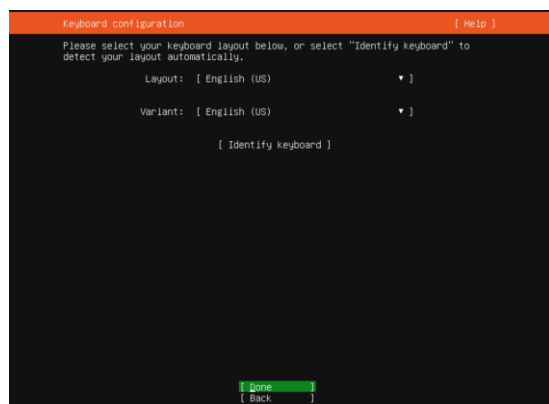 Keyboard configuration [ Help ]
Please select your keyboard layout below, or select "Identify keyboard" to
detect your layout automatically.
Layout: [ English (US) ▾ ]
Variant: [ English (US) ▾ ]
[ Identify keyboard ]
[ Done ]
[ Back ]